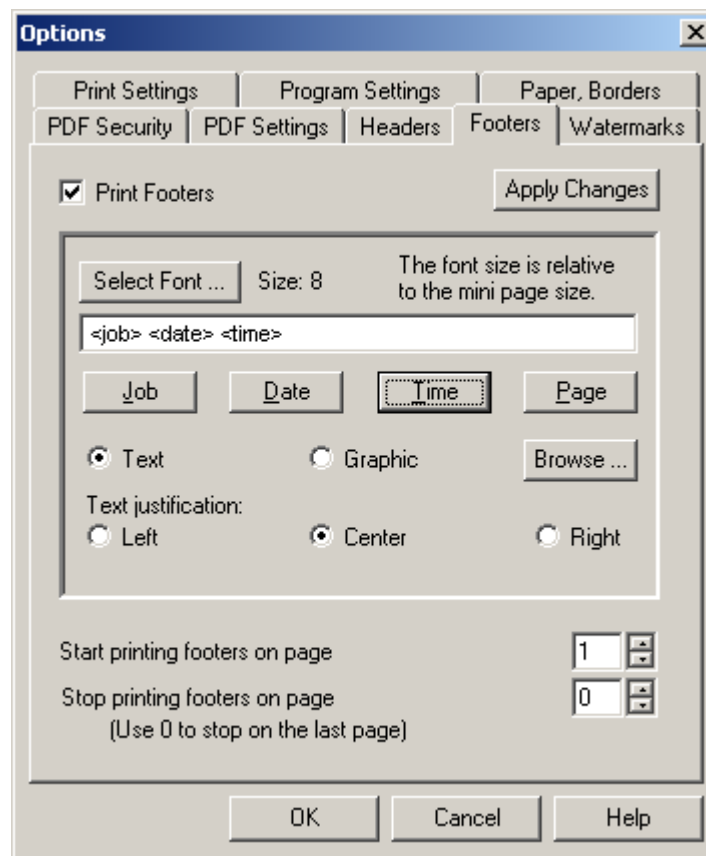 Options
Print Settings Program Settings Paper, Borders
PDF Security PDF Settings Headers Footers Watermarks
Print Footers Apply Changes
Select Font ... Size: 8 The font size is relative
to the mini page size.
<job> <date> <time>
Job Date Time Page
Text Graphic Browse ...
Text justification:
Left Center Right
Start printing footers on page 1
Stop printing footers on page 0
(Use 0 to stop on the last page)
OK Cancel Help